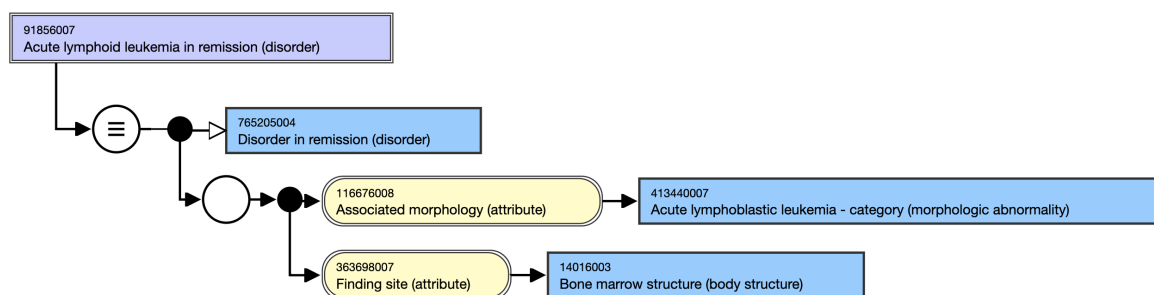 91856007
Acute lymphoid leukemia in remission (disorder)
765205004
Disorder in remission (disorder)
116676008
Associated morphology (attribute)
413440007
Acute lymphoblastic leukemia - category (morphologic abnormality)
363698007
Finding site (attribute)
14016003
Bone marrow structure (body structure)